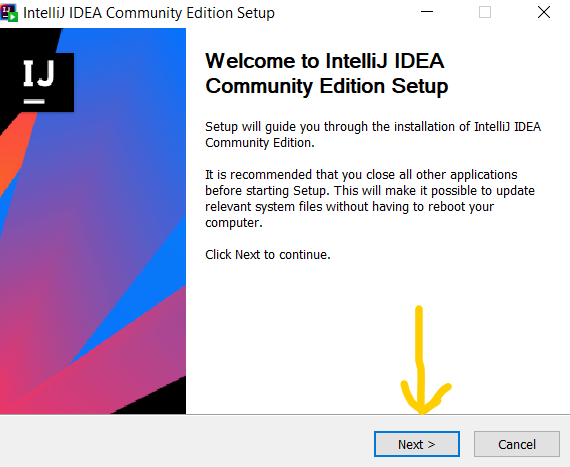 IntelliJ IDEA Community Edition Setup
IJ
Welcome to IntelliJ IDEA
Community Edition Setup
Setup will guide you through the installation of IntelliJ IDEA
Community Edition.
It is recommended that you close all other applications
before starting Setup. This will make it possible to update
relevant system files without having to reboot your
computer.
Click Next to continue.
Next >
Cancel